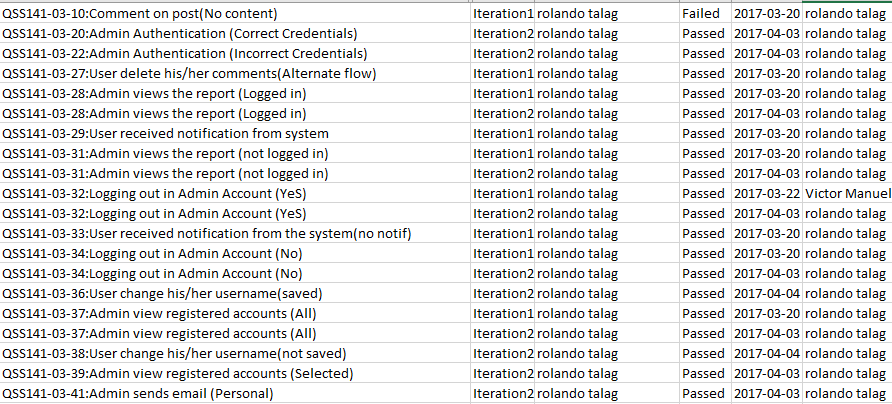 QSS141-03-10:Comment on post(No content) Iteration1 rolando talag Failed 2017-03-20 rolando talag
QSS141-03-20:Admin Authentication (Correct Credentials) Iteration2 rolando talag Passed 2017-04-03 rolando talag
QSS141-03-22:Admin Authentication (Incorrect Credentials) Iteration2 rolando talag Passed 2017-04-03 rolando talag
QSS141-03-27:User delete his/her comments(Alternate flow) Iteration1 rolando talag Passed 2017-03-20 rolando talag
QSS141-03-28:Admin views the report (Logged in) Iteration1 rolando talag Passed 2017-03-20 rolando talag
QSS141-03-28:Admin views the report (Logged in) Iteration2 rolando talag Passed 2017-04-03 rolando talag
QSS141-03-29:User received notification from system Iteration1 rolando talag Passed 2017-03-20 rolando talag
QSS141-03-31:Admin views the report (not logged in) Iteration1 rolando talag Passed 2017-03-20 rolando talag
QSS141-03-31:Admin views the report (not logged in) Iteration2 rolando talag Passed 2017-04-03 rolando talag
QSS141-03-32:Logging out in Admin Account (YeS) Iteration1 rolando talag Passed 2017-03-22 Victor Manuel
QSS141-03-32:Logging out in Admin Account (YeS) Iteration2 rolando talag Passed 2017-04-03 rolando talag
QSS141-03-33:User received notification from the system(no notif) Iteration1 rolando talag Passed 2017-03-20 rolando talag
QSS141-03-34:Logging out in Admin Account (No) Iteration1 rolando talag Passed 2017-03-20 rolando talag
QSS141-03-34:Logging out in Admin Account (No) Iteration2 rolando talag Passed 2017-04-03 rolando talag
QSS141-03-36:User change his/her username(saved) Iteration2 rolando talag Passed 2017-04-04 rolando talag
QSS141-03-37:Admin view registered accounts (All) Iteration1 rolando talag Passed 2017-03-20 rolando talag
QSS141-03-37:Admin view registered accounts (All) Iteration2 rolando talag Passed 2017-04-03 rolando talag
QSS141-03-38:User change his/her username(not saved) Iteration2 rolando talag Passed 2017-04-04 rolando talag
QSS141-03-39:Admin view registered accounts (Selected) Iteration2 rolando talag Passed 2017-04-03 rolando talag
QSS141-03-41:Admin sends email (Personal) Iteration2 rolando talag Passed 2017-04-03 rolando talag